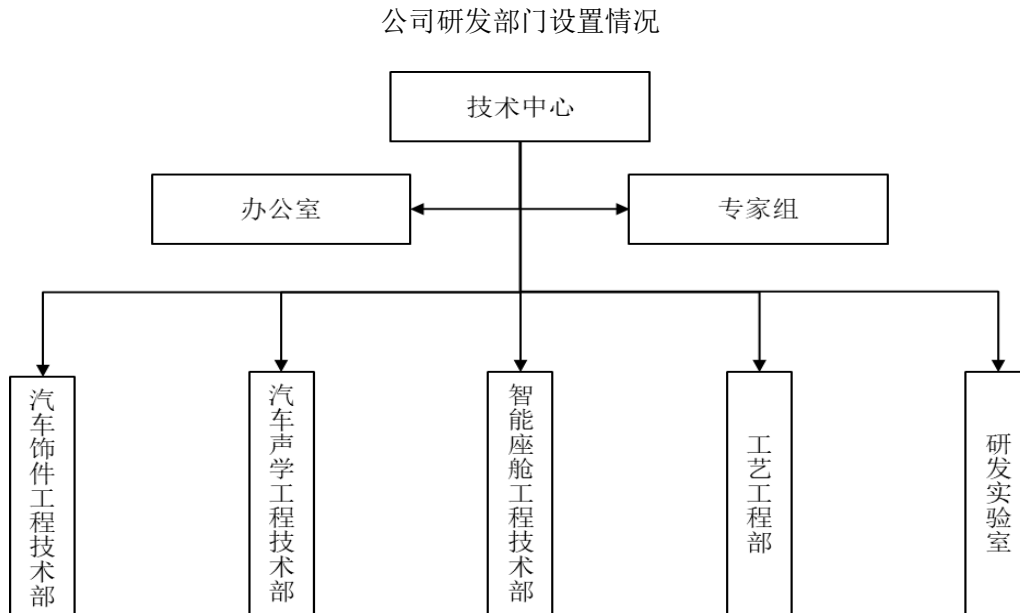 公司研发部门设置情况
技术中心
办公室
专家组
汽车饰件工程技术部
汽车声学工程技术部
智能座舱工程技术部
工艺工程部
研发实验室